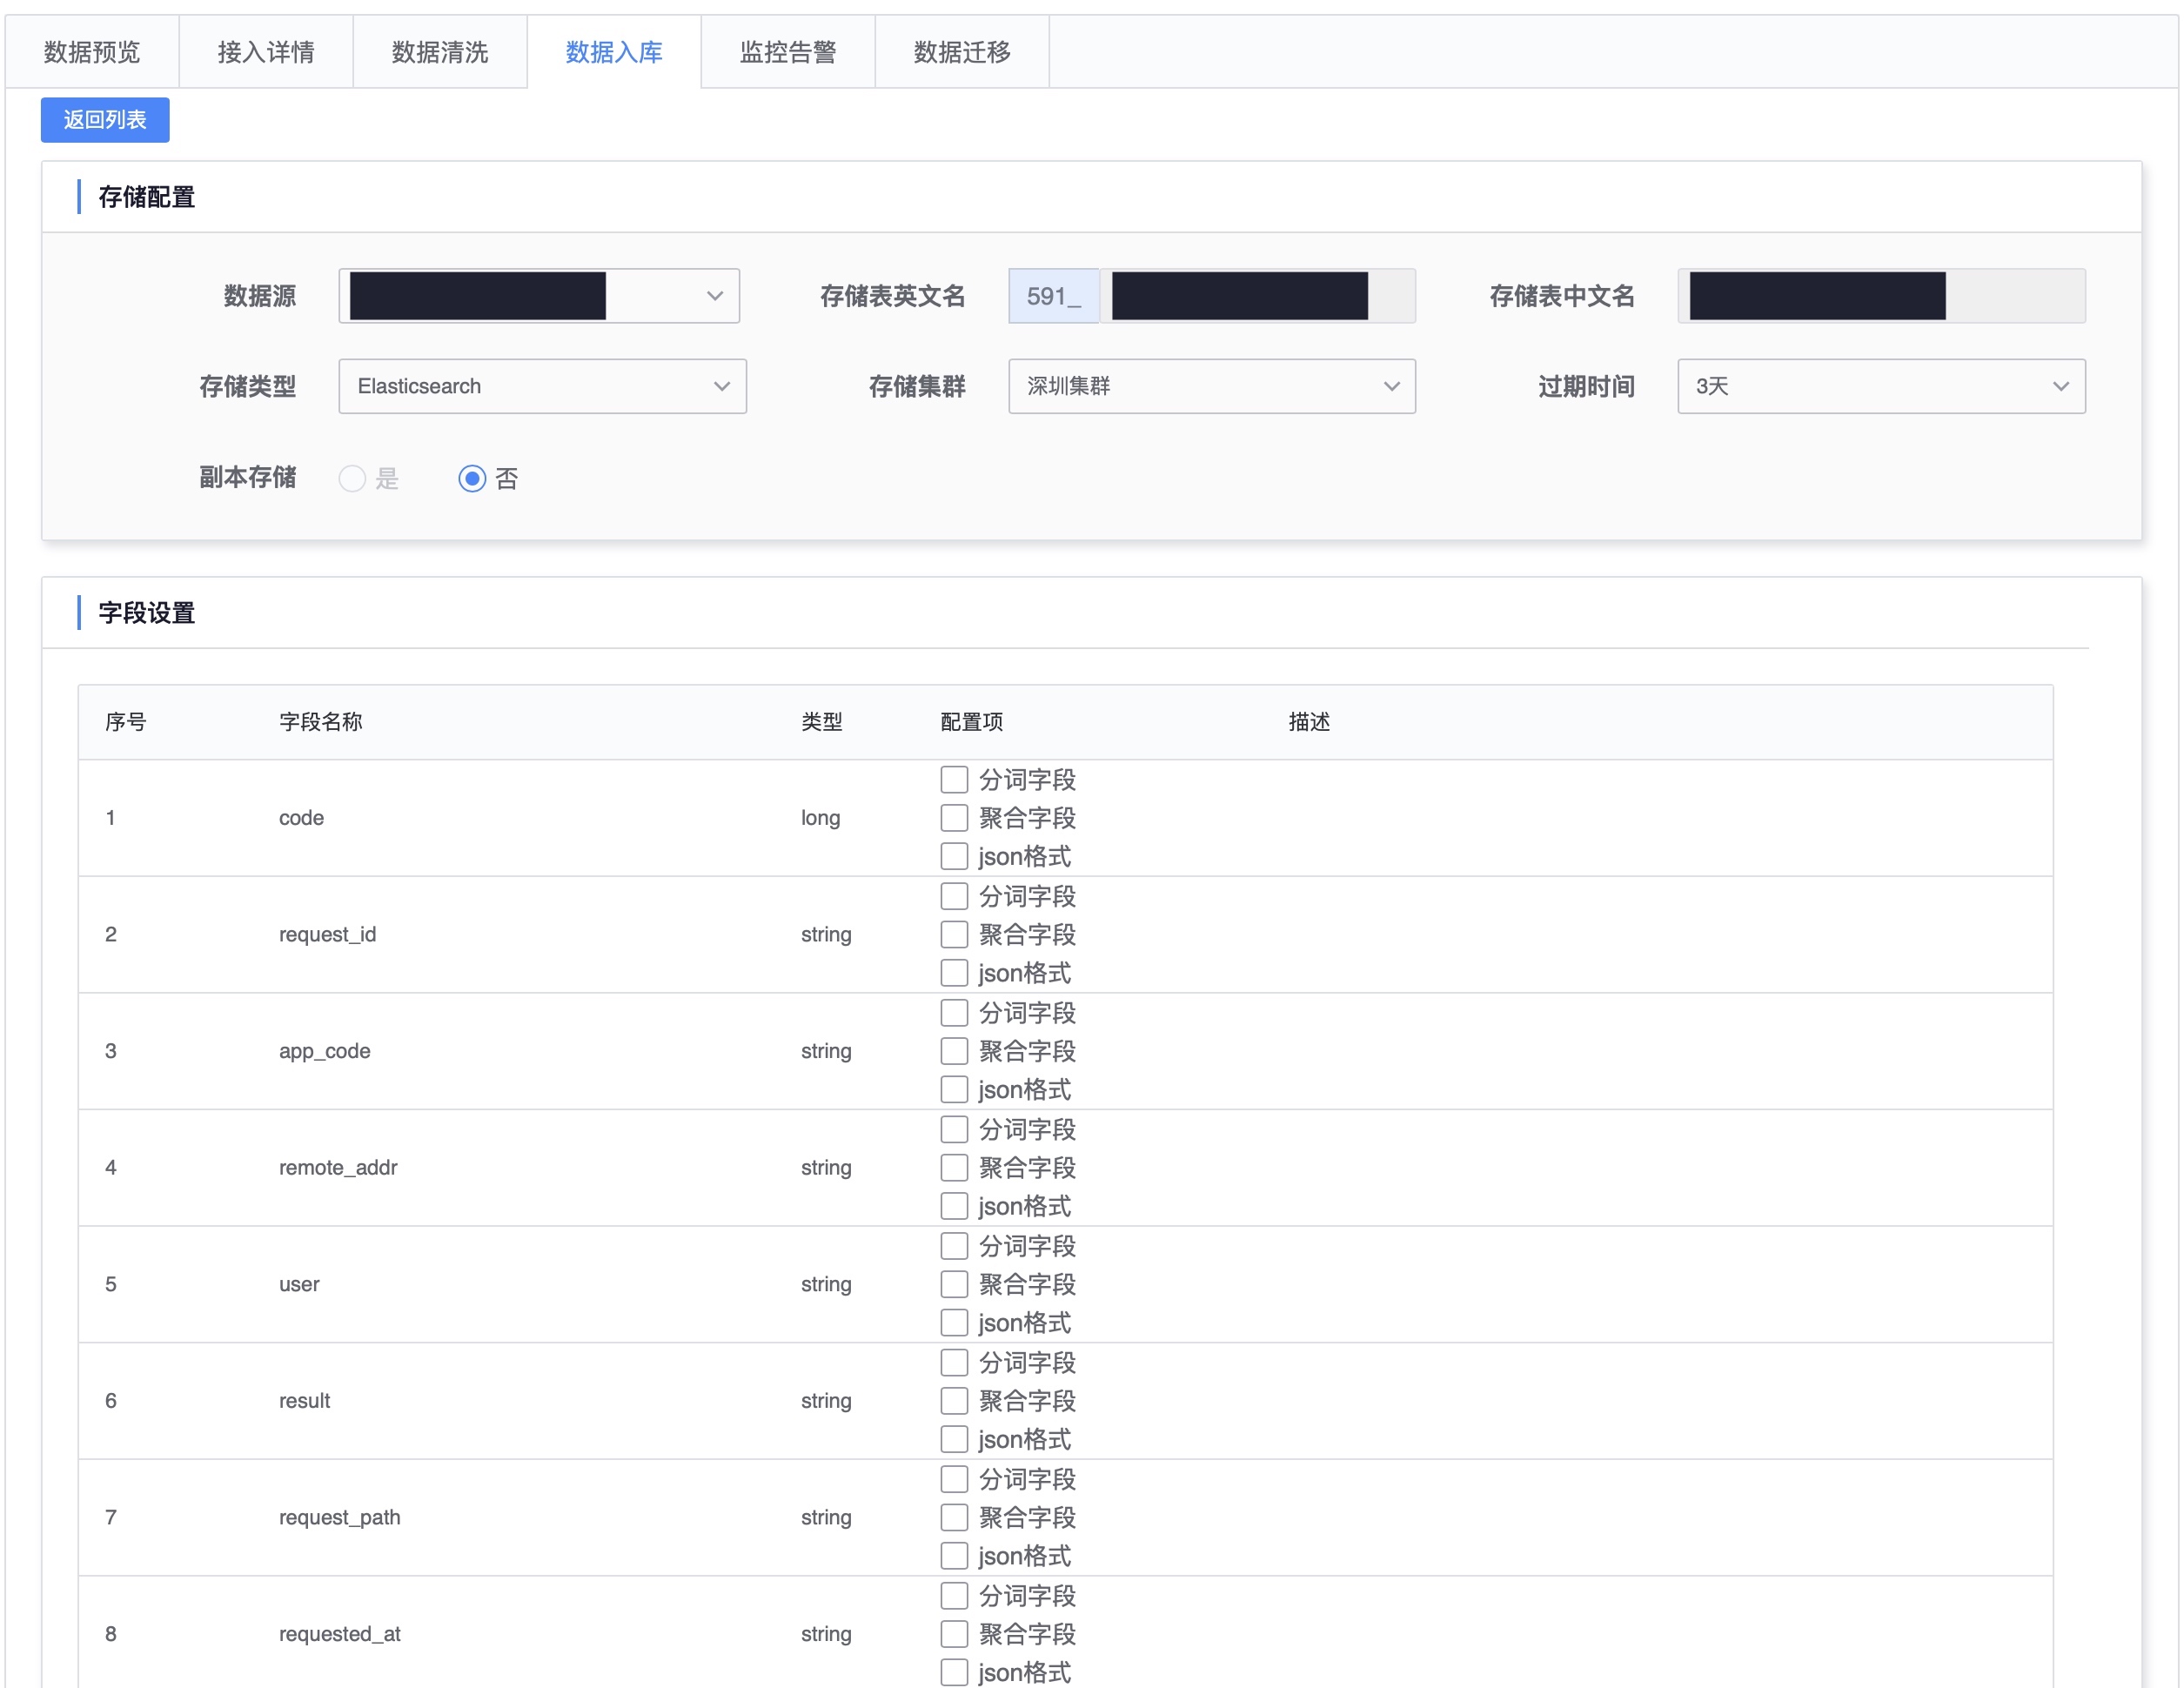 数据预览 接入详情 数据清洗 数据入库 监控告警 数据迁移
返回列表
存储配置
数据源 存储表英文名 591_ 存储表中文名
存储类型 Elasticsearch 存储集群 深圳集群 过期时间 3天
副本存储 是 否
字段设置
序号 字段名称 类型 配置项 描述
分词字段
1 code long 聚合字段
json格式
分词字段
2 request_id string 聚合字段
json格式
分词字段
3 app_code string 聚合字段
json格式
分词字段
4 remote_addr string 聚合字段
json格式
分词字段
5 user string 聚合字段
json格式
分词字段
6 result string 聚合字段
json格式
分词字段
7 request_path string 聚合字段
json格式
分词字段
8 requested_at string 聚合字段
json格式